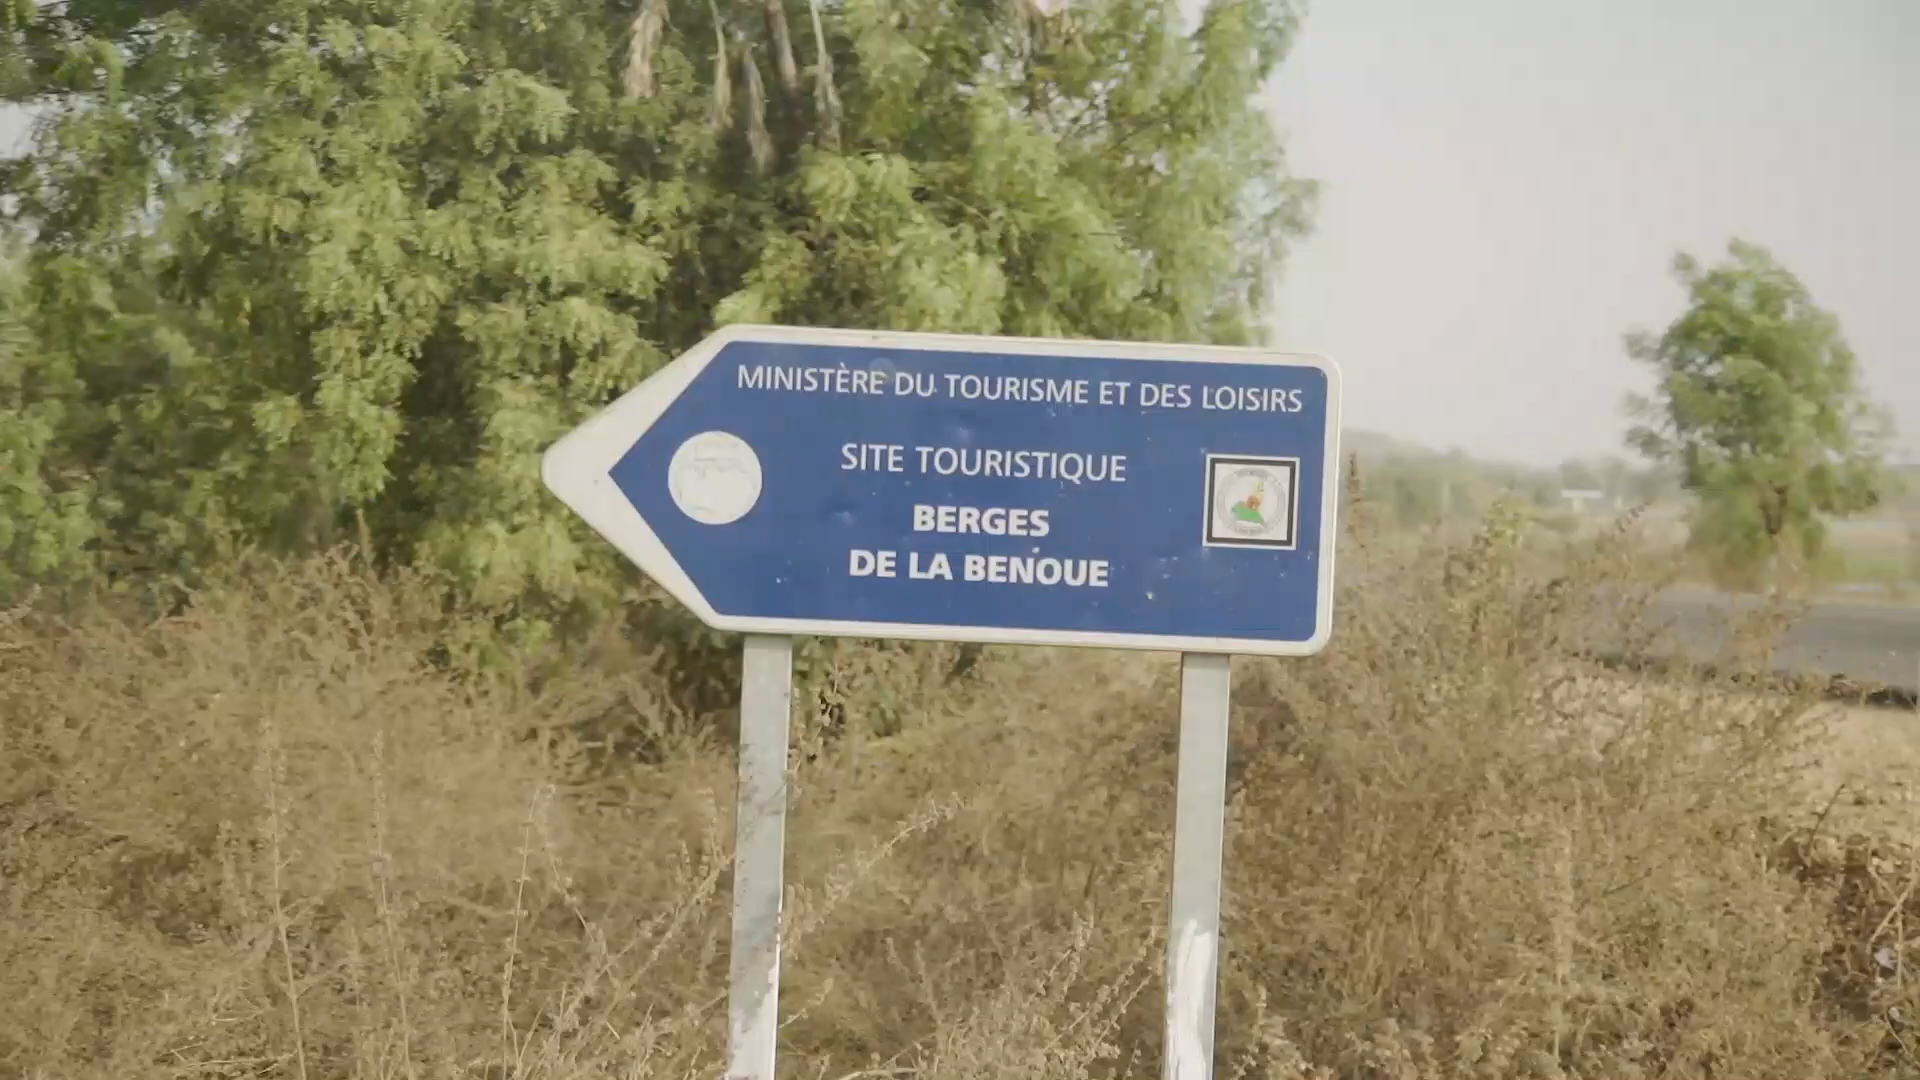 MINISTÈRE DU TOURISME ET DES LOISIRS
SITE TOURISTIQUE
BERGES
DE LA BENOUE